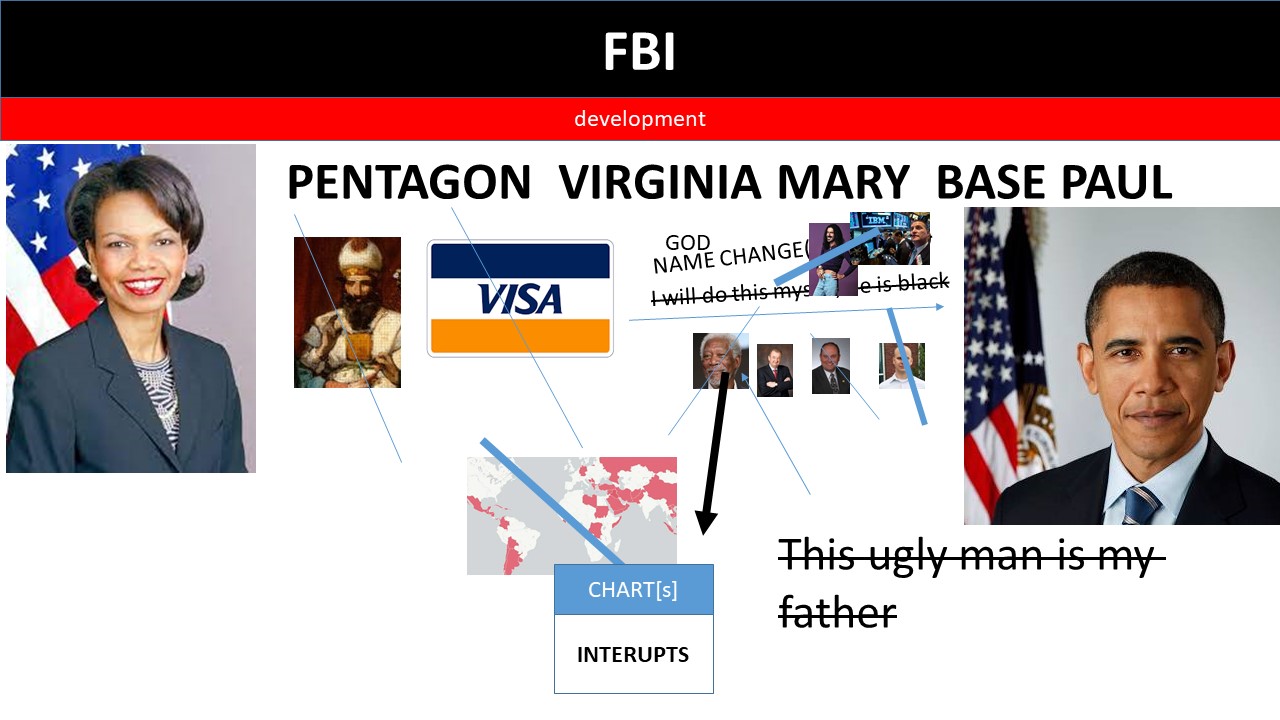 FBI
development
PENTAGON VIRGINIA MARY BASE PAUL
IBM
GOD
NAME CHANGE(
VISA
I will do this mys e is black
This ugly man is my
father
CHART[s]
INTERUPTS